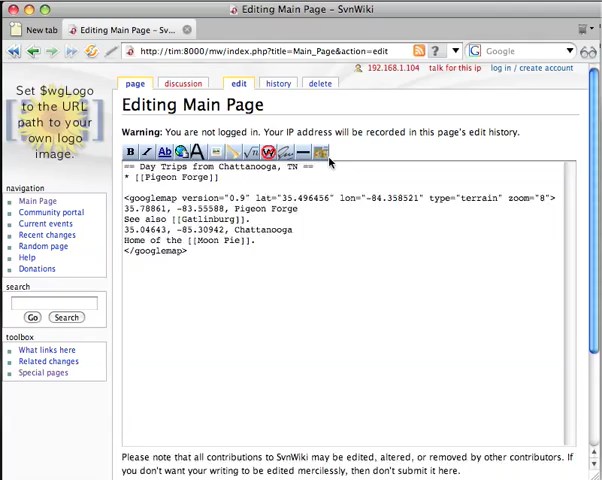 Editing Main Page – SvnWiki
New tab
Editing Main Page – Sv...
http://tim:8000/mw/index.php?title=Main_Page&action=edit
?
G
Google
192.168.1.104 talk for this ip log in / create account
Set $wgLogo
to the URL
path to your
own logo
image.
page discussion edit history delete
Editing Main Page
Warning: You are not logged in. Your IP address will be recorded in this page's edit history.
B I Ab A √n W
== Day Trips from Chattanooga, TN ==
* [[Pigeon Forge]]
<googlemap version="0.9" lat="35.496456" lon="-84.358521" type="terrain" zoom="8">
35.78861, -83.55588, Pigeon Forge
See also [[Gatlinburg]].
35.04643, -85.30942, Chattanooga
Home of the [[Moon Pie]].
</googlemap>
navigation
Main Page
Community portal
Current events
Recent changes
Random page
Help
Donations
search
Go Search
toolbox
What links here
Related changes
Special pages
Please note that all contributions to SvnWiki may be edited, altered, or removed by other contributors. If
you don't want your writing to be edited mercilessly, then don't submit it here.